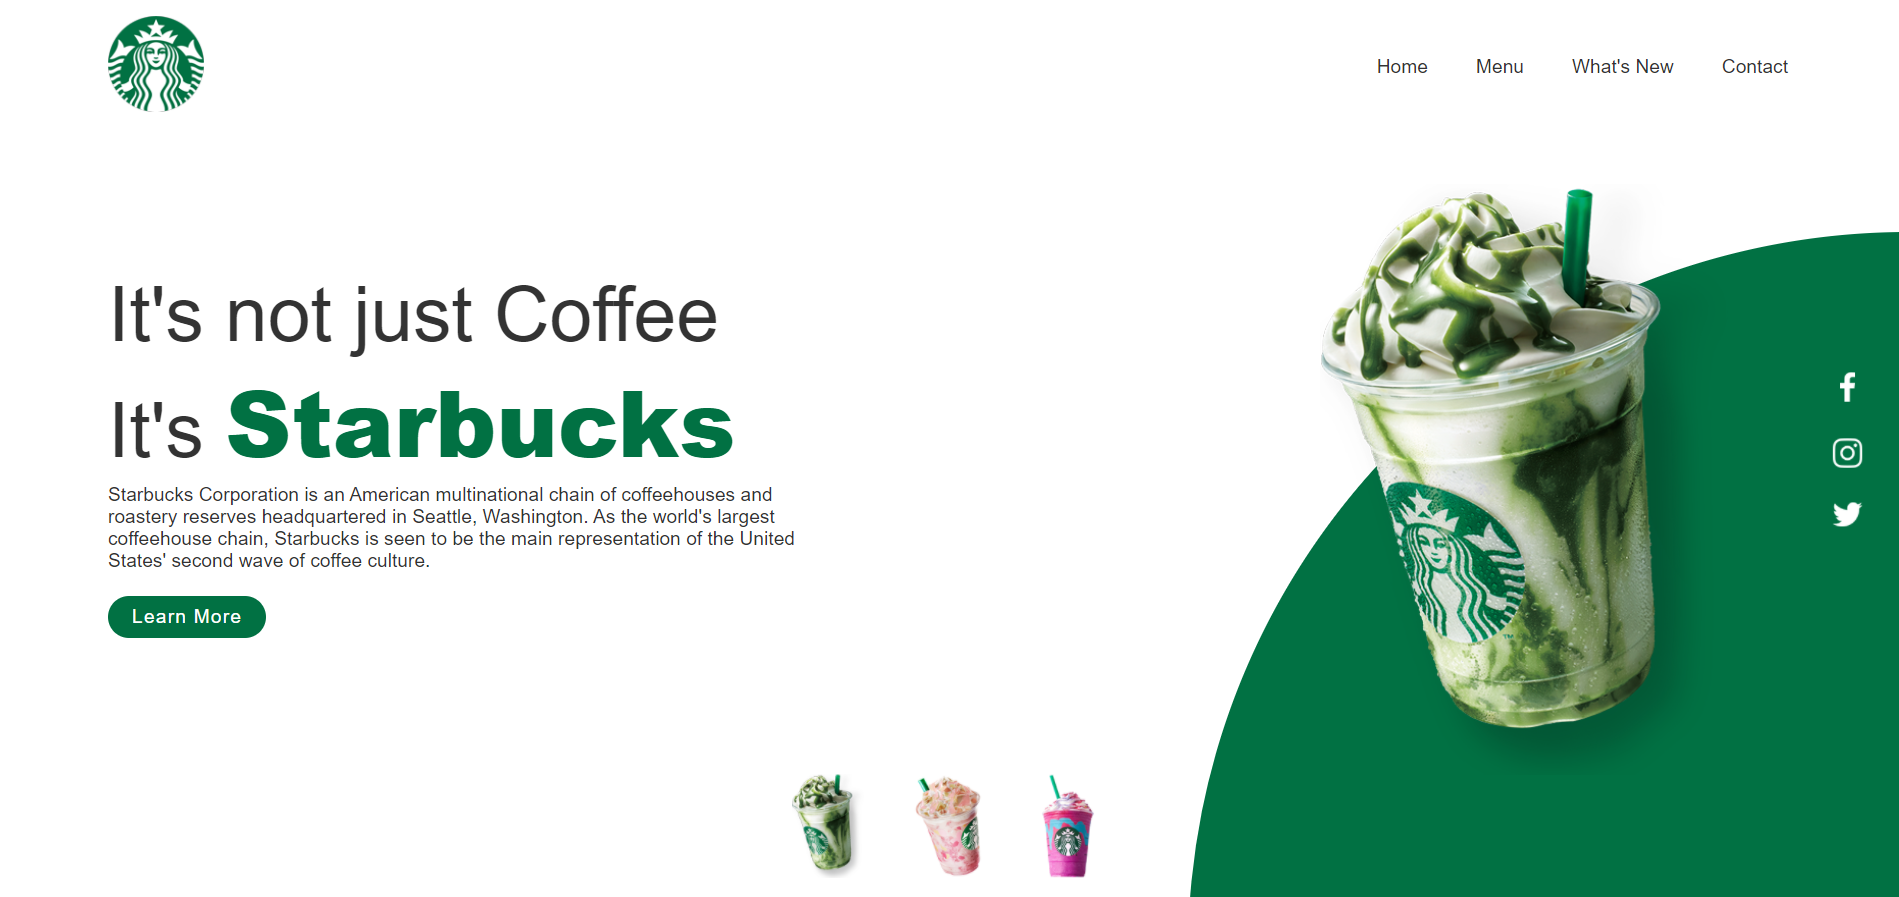 Home
Menu
What's New
Contact
It's not just Coffee
It's Starbucks
Starbucks Corporation is an American multinational chain of coffeehouses and
roastery reserves headquartered in Seattle, Washington. As the world's largest
coffeehouse chain, Starbucks is seen to be the main representation of the United
States' second wave of coffee culture.
Learn More
TM